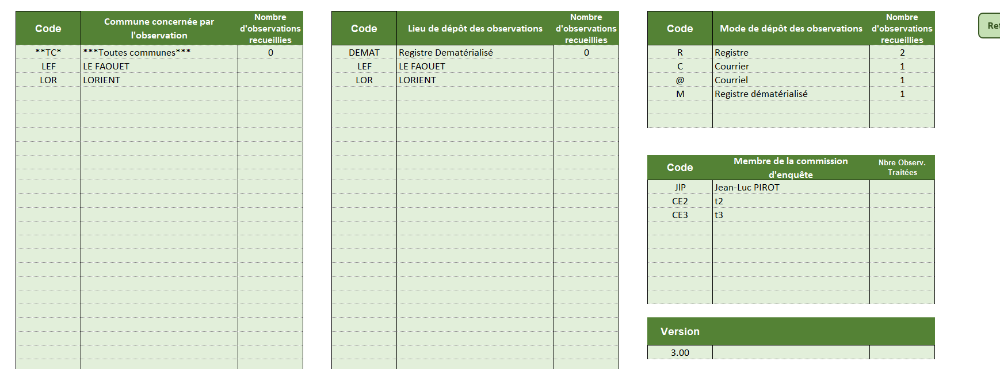 Code Commune concernée par l'observation Nombre d'observations recueillies
**TC* ***Toutes communes*** 0
LEF LE FAOUET
LOR LORIENT
Code Lieu de dépôt des observations Nombre d'observations recueillies
DEMAT Registre Dematérialisé 0
LEF LE FAOUET
LOR LORIENT
Code Mode de dépôt des observations Nombre d'observations recueillies
R Registre 2
C Courrier 1
@ Courriel 1
M Registre dématérialisé 1
Code Membre de la commission d'enquête Nbre Observ. Traitées
JlP Jean-Luc PIROT
CE2 t2
CE3 t3
Version
3.00